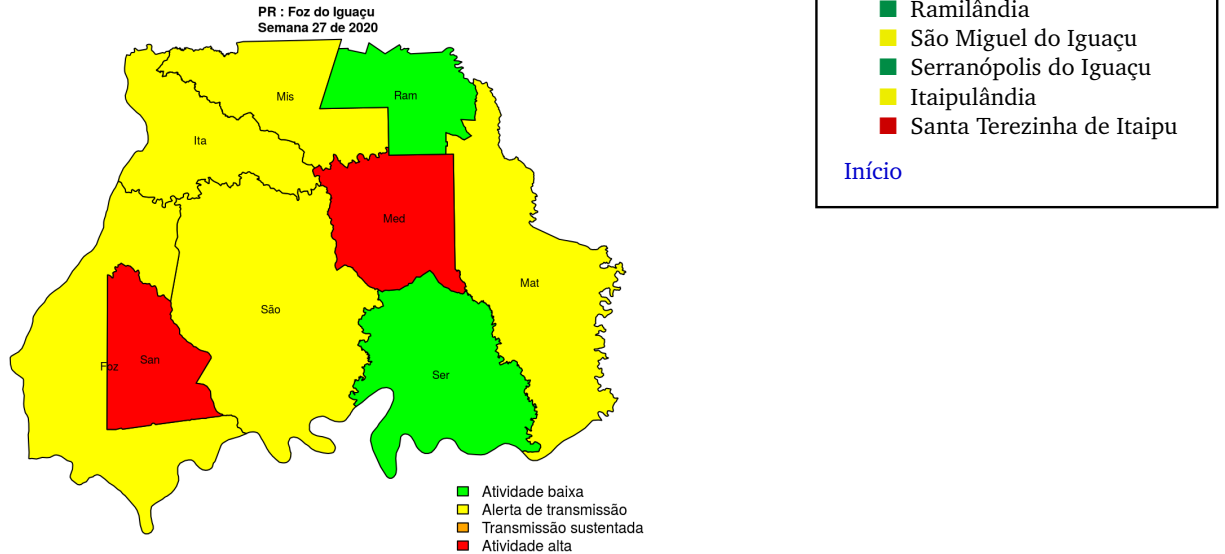 PR : Foz do Iguaçu
Semana 27 de 2020
Mis
Ram
Ita
Med
Mat
São
Foz
San
Ser
Atividade baixa
Alerta de transmissão
Transmissão sustentada
Atividade alta
Ramilândia
São Miguel do Iguaçu
Serranópolis do Iguaçu
Itaipulândia
Santa Terezinha de Itaipu
Início